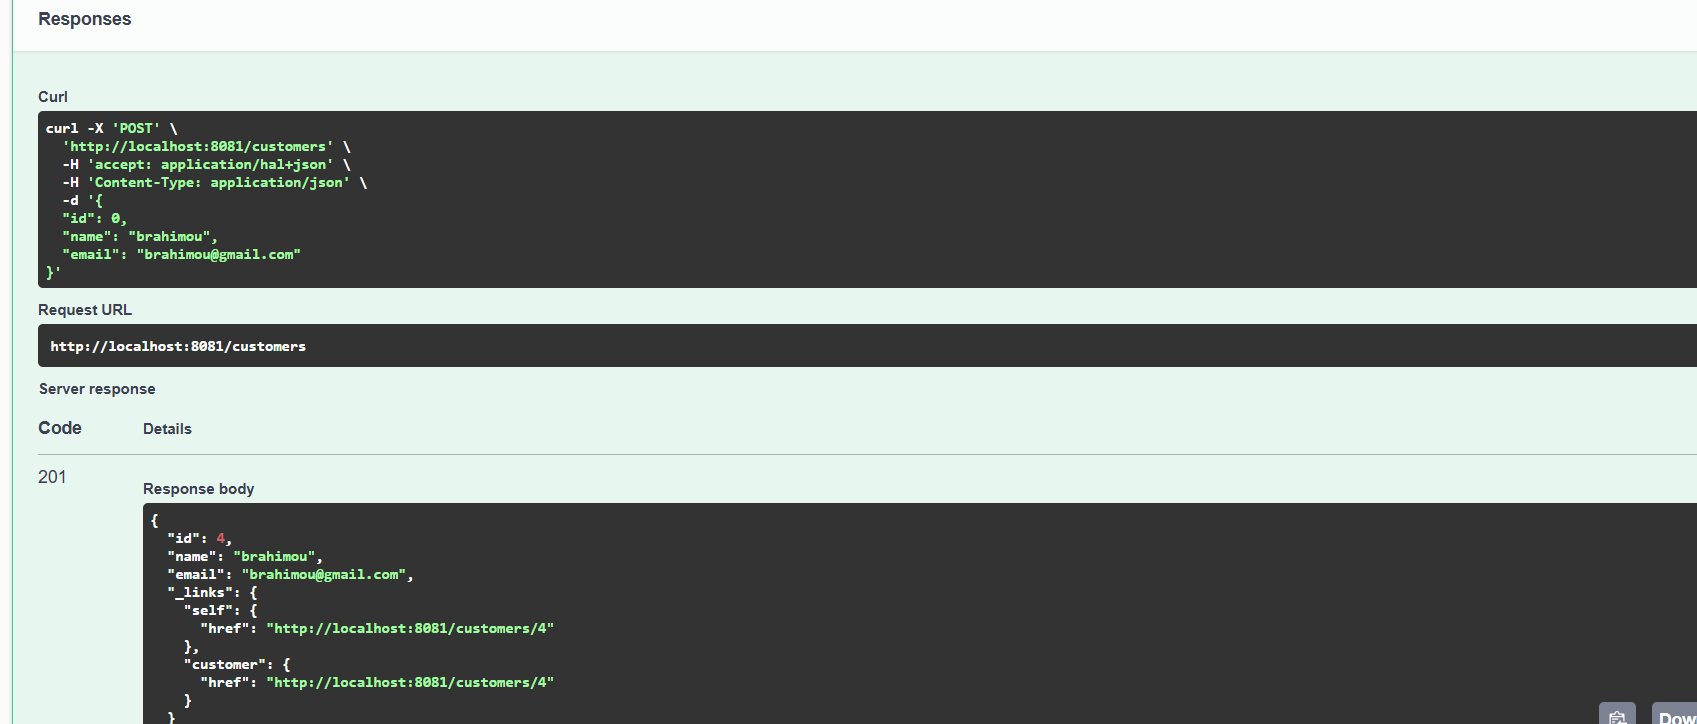 Responses
Curl
curl -X 'POST' \
  'http://localhost:8081/customers' \
  -H 'accept: application/hal+json' \
  -H 'Content-Type: application/json' \
  -d '{
  "id": 0,
  "name": "brahimou",
  "email": "brahimou@gmail.com"
}'
Request URL
http://localhost:8081/customers
Server response
Code Details
201
Response body
{
  "id": 4,
  "name": "brahimou",
  "email": "brahimou@gmail.com",
  "_links": {
    "self": {
      "href": "http://localhost:8081/customers/4"
    },
    "customer": {
      "href": "http://localhost:8081/customers/4"
    }
  }